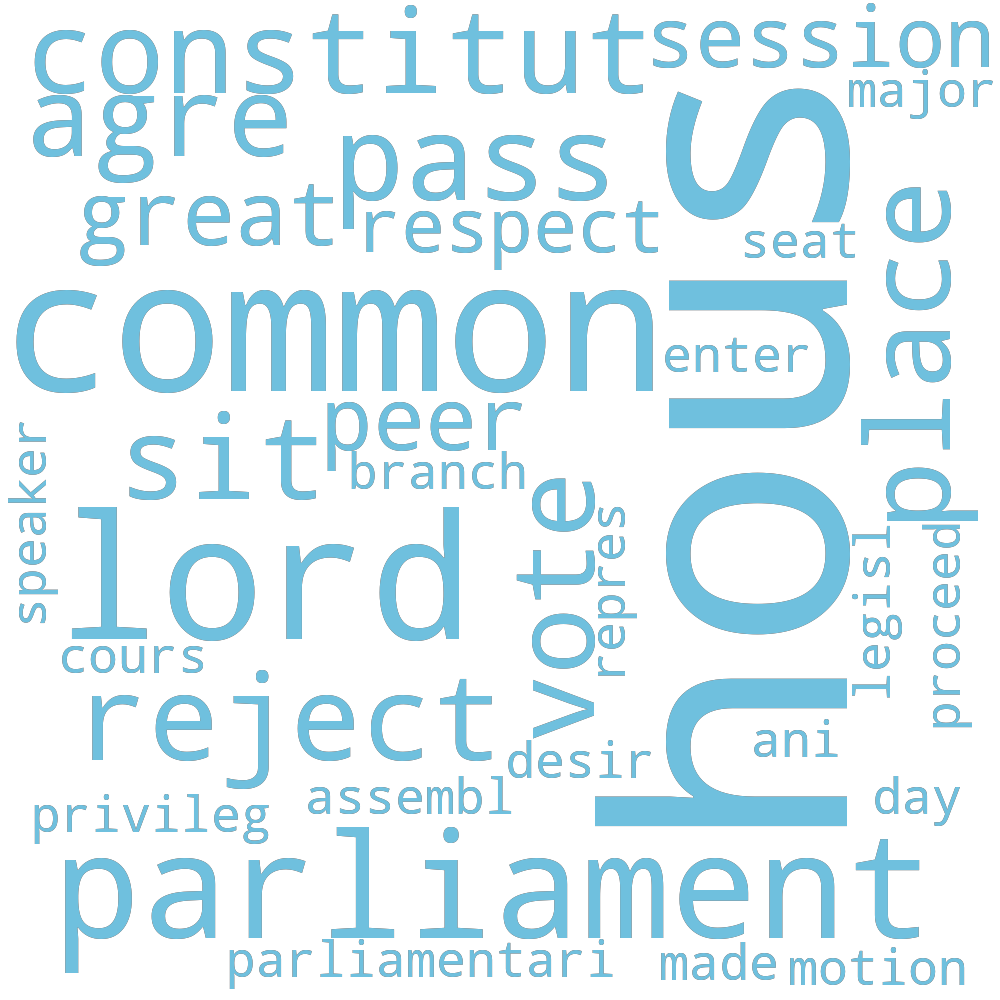 constitut
session
major
agre
pass
great
respect
seat
hous
place
common
enter
peer
sit
branch
speaker
lord
vote
repres
legisl
proceed
cours
reject
desir
ani
assembl
privileg
day
parliament
parliamentari
made
motion